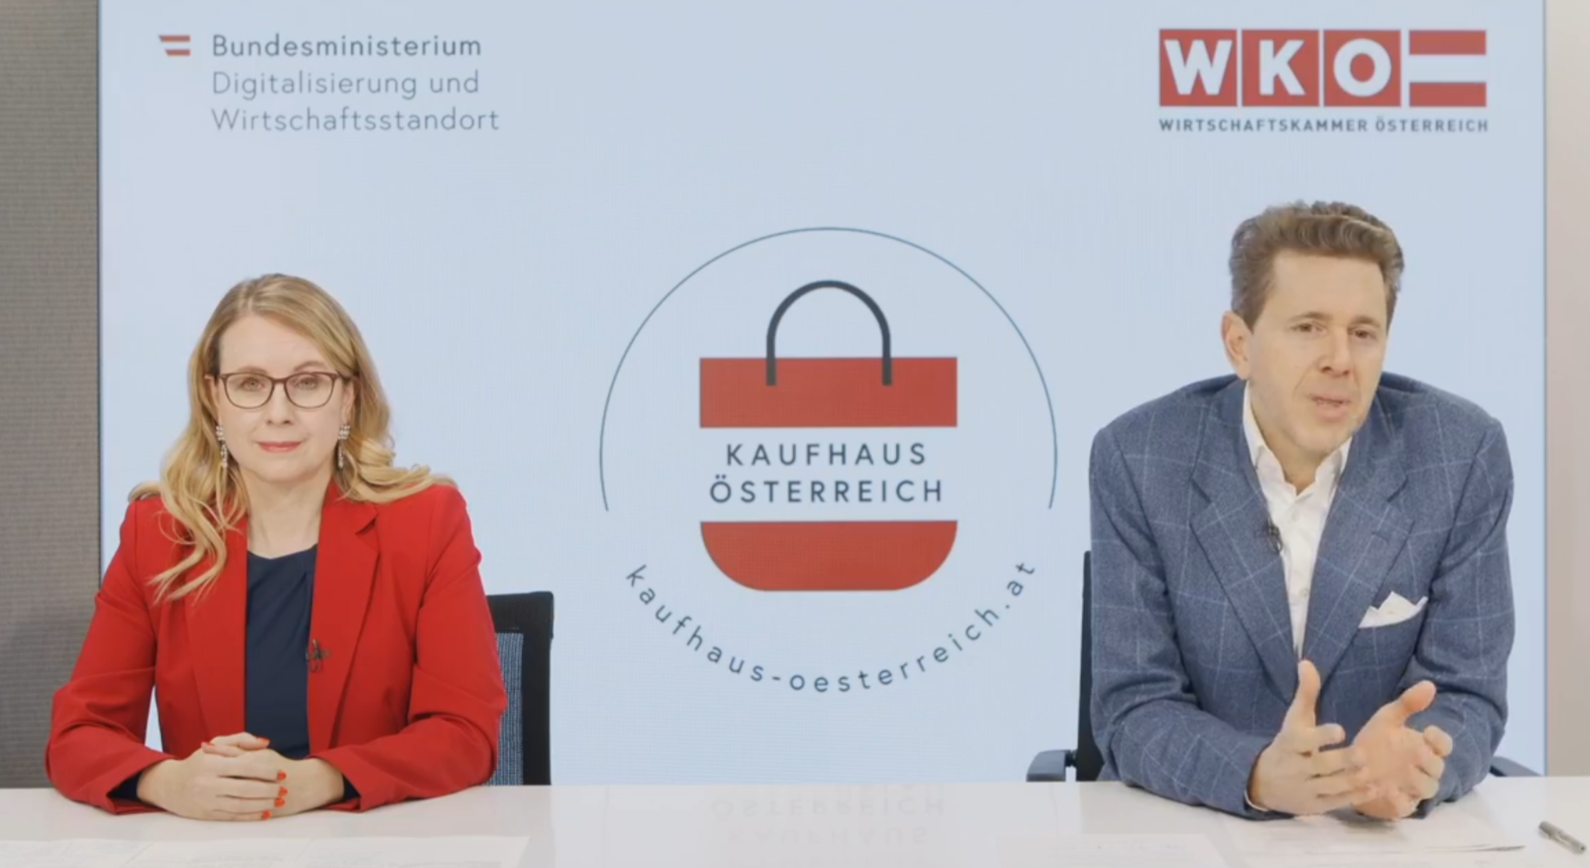 Bundesministerium
Digitalisierung und
Wirtschaftsstandort
WKO
WIRTSCHAFTSKAMMER ÖSTERREICH
KAUFHAUS
ÖSTERREICH
kaufhaus-oesterreich.at